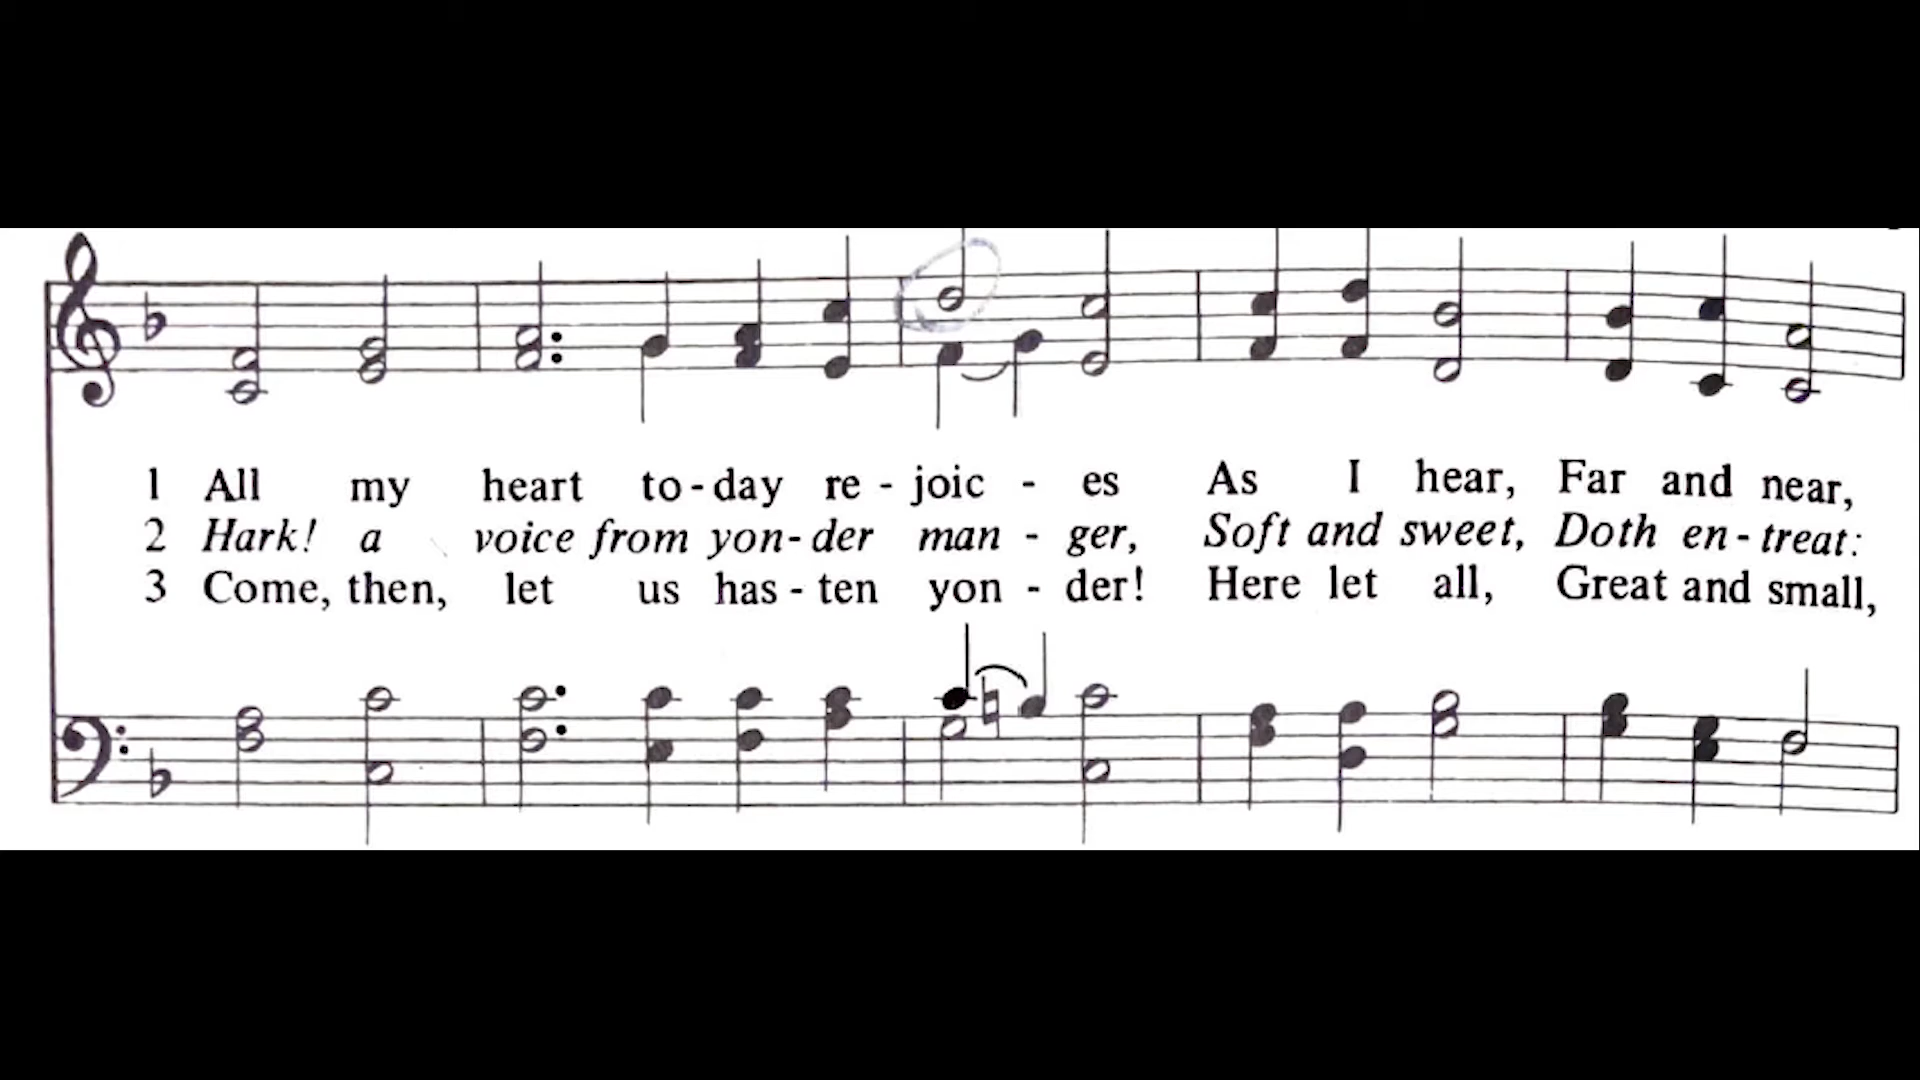 1 All my heart to-day re - joic - es As I hear, Far and near,
2 Hark! a voice from yon-der man - ger, Soft and sweet, Doth en-treat:
3 Come, then, let us has-ten yon - der! Here let all, Great and small,